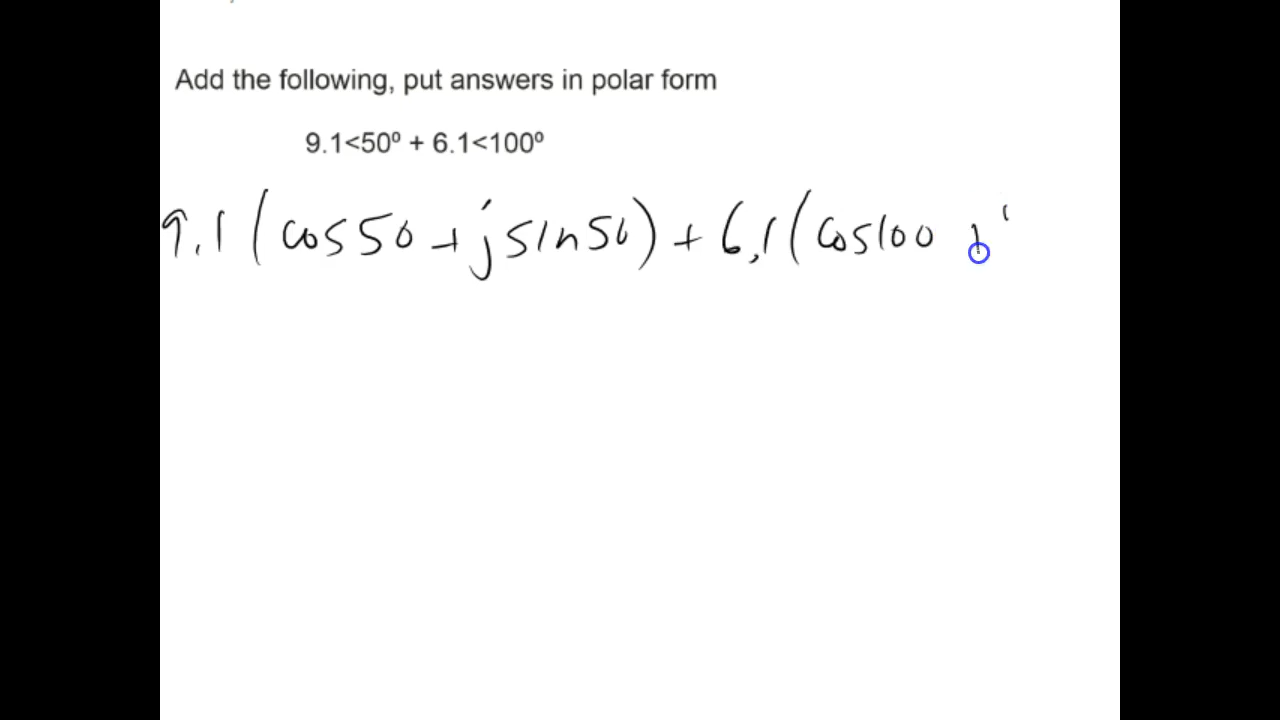 Add the following, put answers in polar form
9.1<50º + 6.1<100º
9.1(cos50+jsin50)+6.1(cos100